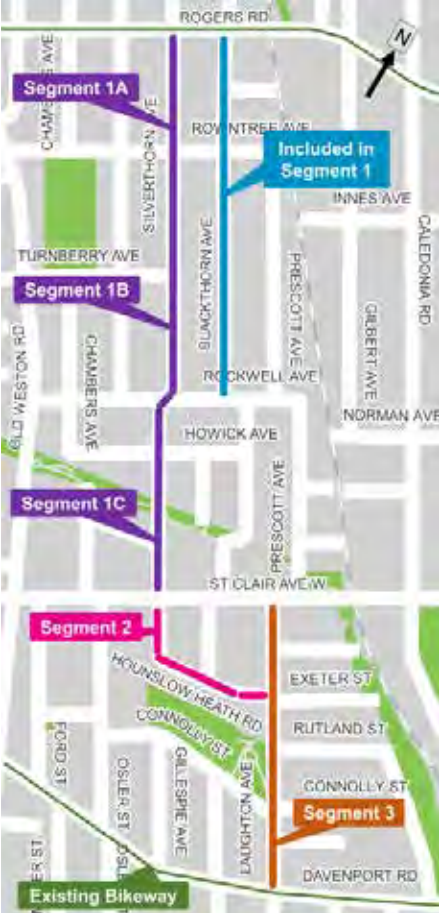 ROGERS RD
N
CHAMBERS AVE
Segment 1A
SILVERTHORN AVE
ROWNTREE AVE
Included in
Segment 1
INNES AVE
CALEDONIA RD
TURNBERRY AVE
BLACKTHORN AVE
PRESCOTT AVE
Segment 1B
GILBERT AVE
OLD WESTON RD
CHAMBERS AVE
ROCKWELL AVE
NORMAN AVE
HOWICK AVE
Segment 1C
PRESCOTT AVE
ST CLAIR AVE W
Segment 2
HOUNSLOW HEATH RD
EXETER ST
CONNOLLY ST
RUTLAND ST
FORD ST
OSLER ST
GILLESPIE AVE
LAUGHTON AVE
CONNOLLY ST
Segment 3
DAVENPORT RD
ER ST
OSL
Existing Bikeway